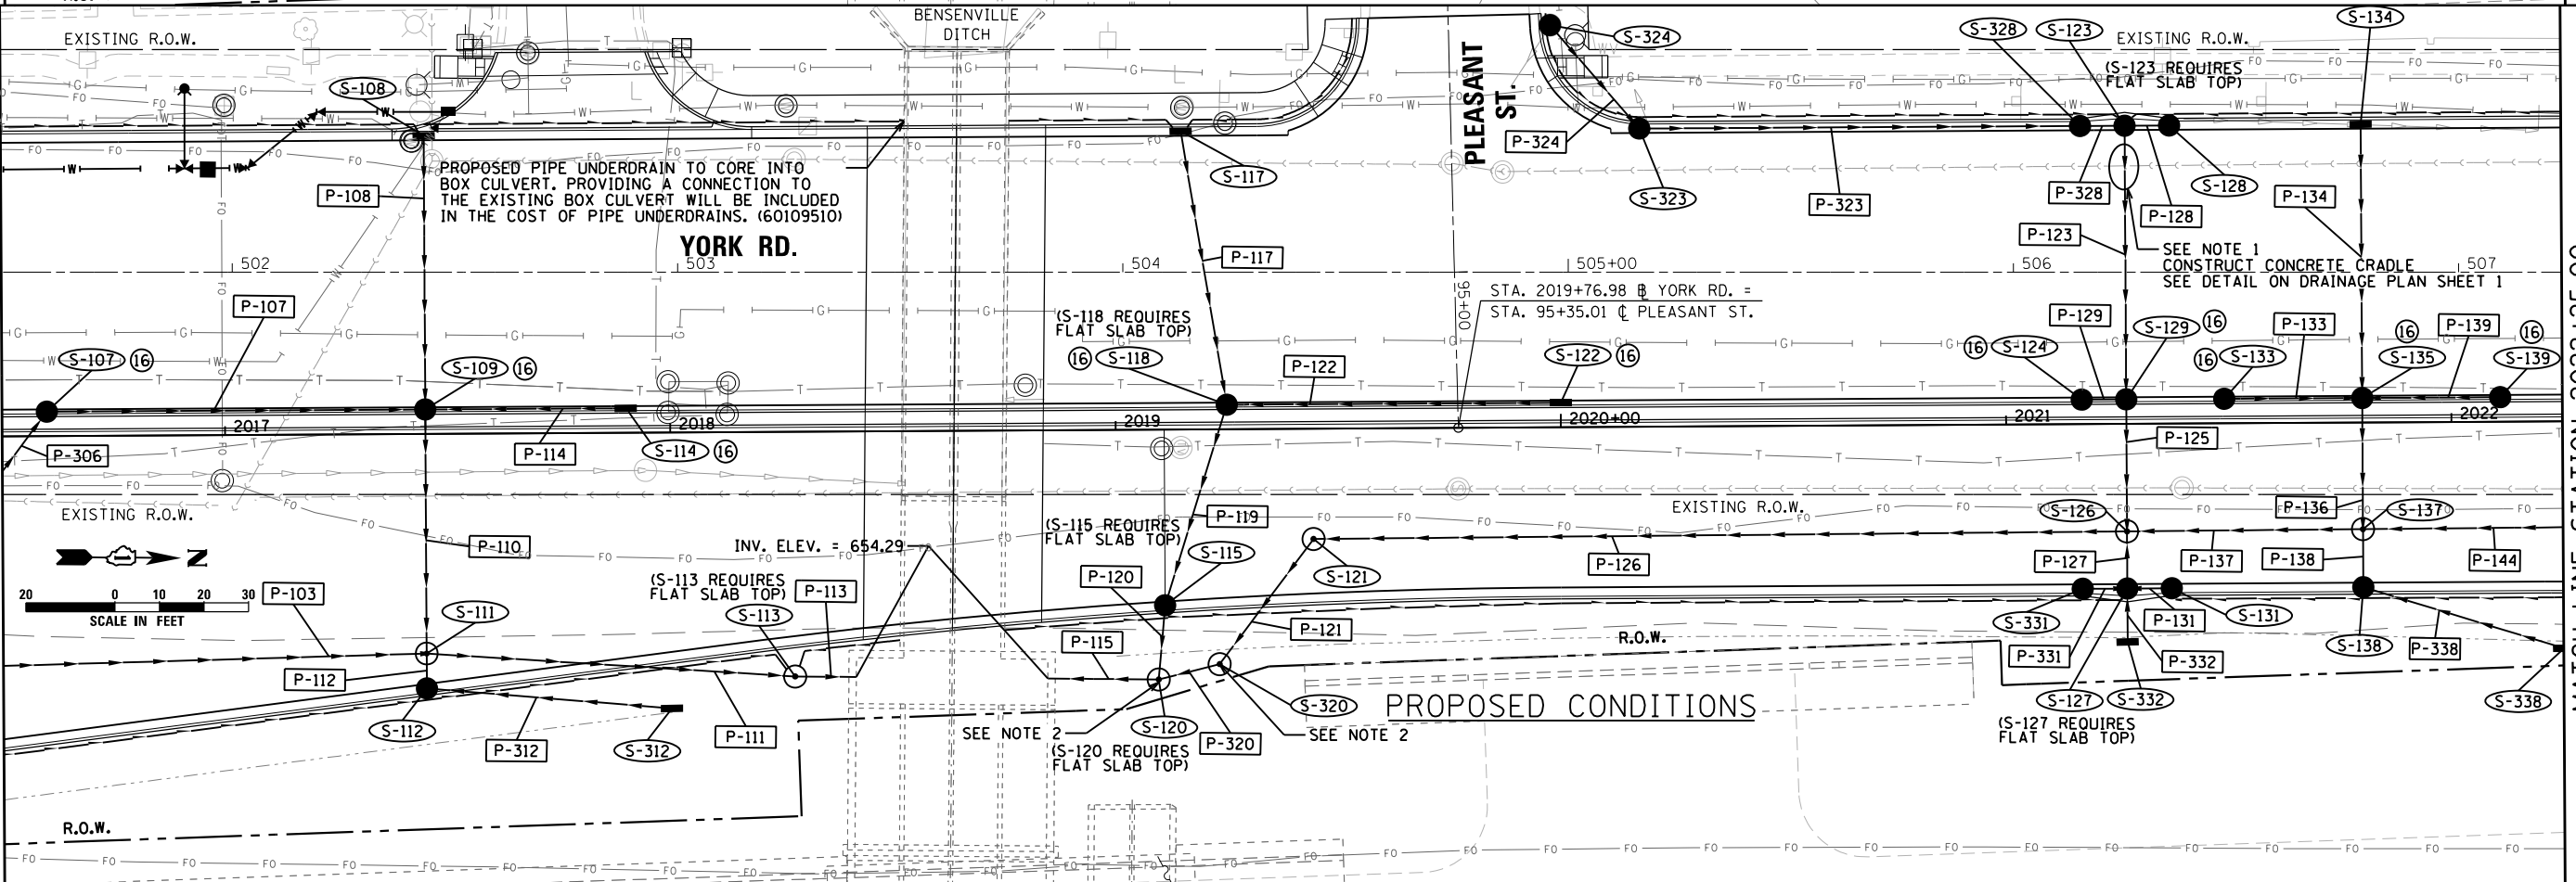 BENSENVILLE
DITCH
EXISTING R.O.W.
S-108
S-324
S-328
S-123
S-134
EXISTING R.O.W.
(S-123 REQUIRES
FLAT SLAB TOP)
PLEASANT
ST.
P-324
P-108
PROPOSED PIPE UNDERDRAIN TO CORE INTO
BOX CULVERT. PROVIDING A CONNECTION TO
THE EXISTING BOX CULVERT WILL BE INCLUDED
IN THE COST OF PIPE UNDERDRAINS. (60109510)
S-117
S-323
P-323
P-328
S-128
P-128
P-134
P-123
YORK RD.
P-117
SEE NOTE 1
CONSTRUCT CONCRETE CRADLE
SEE DETAIL ON DRAINAGE PLAN SHEET 1
502
503
504
505+00
506
507
95+00
STA. 2019+76.98 ℄ YORK RD. =
STA. 95+35.01 ℄ PLEASANT ST.
P-107
(S-118 REQUIRES
FLAT SLAB TOP)
P-129
S-129
16
P-133
16
P-139
16
S-107
16
S-109
16
16
S-118
P-122
S-122
16
16
S-124
16
S-133
S-135
S-139
2017
2018
2019
2020+00
2021
2022
P-306
P-114
S-114
16
P-125
EXISTING R.O.W.
EXISTING R.O.W.
P-119
(S-115 REQUIRES
FLAT SLAB TOP)
S-115
S-126
P-136
S-137
P-110
INV. ELEV. = 654.29
N
P-120
S-121
P-126
P-127
P-137
P-138
P-144
(S-113 REQUIRES
FLAT SLAB TOP)
P-113
S-113
P-103
20 0 10 20 30
SCALE IN FEET
S-111
P-115
P-121
R.O.W.
S-331
P-131
S-131
P-331
P-332
S-138
P-338
P-112
S-112
P-312
S-312
P-111
SEE NOTE 2
S-120
(S-120 REQUIRES
FLAT SLAB TOP)
P-320
S-320
SEE NOTE 2
PROPOSED CONDITIONS
S-127
S-332
(S-127 REQUIRES
FLAT SLAB TOP)
S-338
R.O.W.